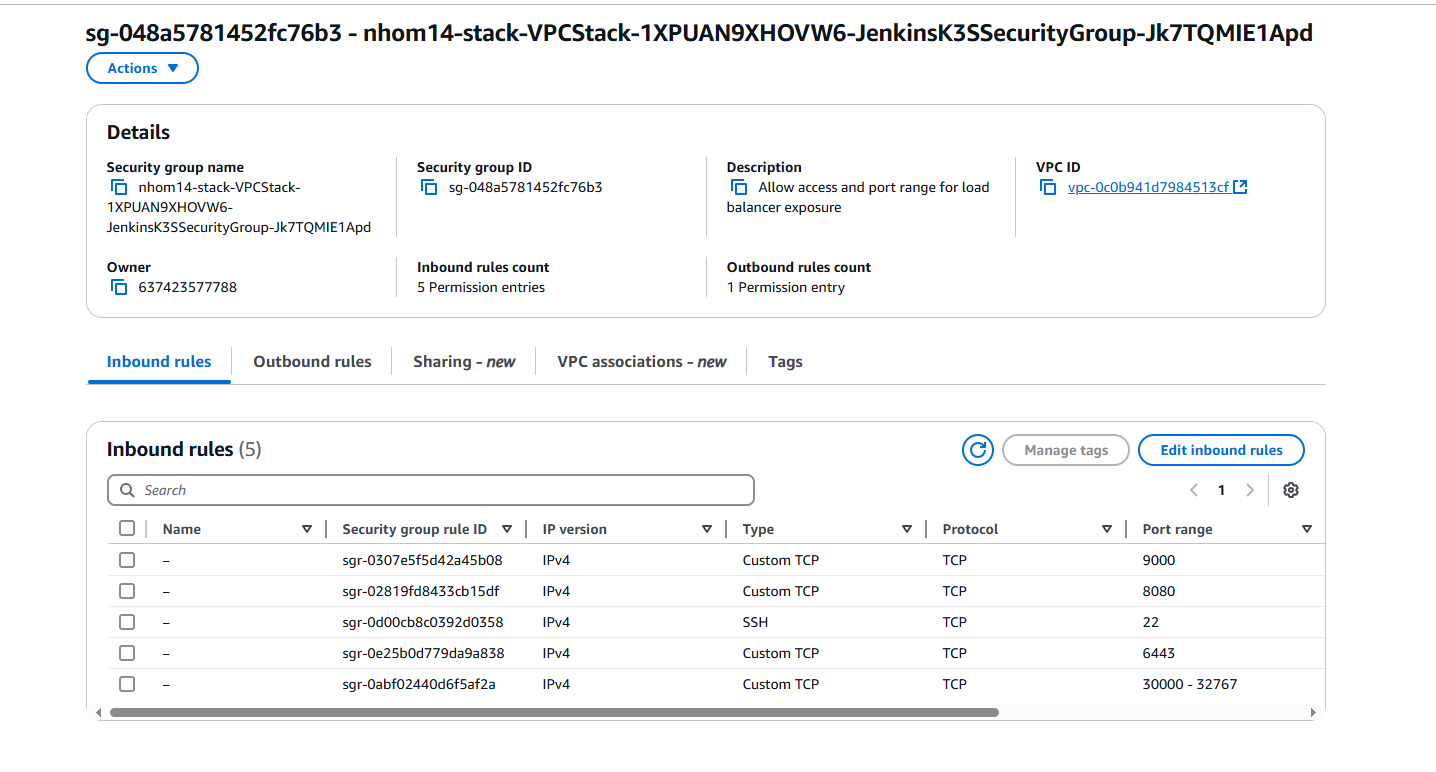 sg-048a5781452fc76b3 - nhom14-stack-VPCStack-1XPUAN9XHOVW6-JenkinsK3SSecurityGroup-Jk7TQMIE1Apd
Actions
Details
Security group name
nhom14-stack-VPCStack-
1XPUAN9XHOVW6-
JenkinsK3SSecurityGroup-Jk7TQMIE1Apd
Security group ID
sg-048a5781452fc76b3
Description
Allow access and port range for load
balancer exposure
VPC ID
vpc-0c0b941d7984513cf
Owner
637423577788
Inbound rules count
5 Permission entries
Outbound rules count
1 Permission entry
Inbound rules Outbound rules Sharing - new VPC associations - new Tags
Inbound rules (5)
Manage tags
Edit inbound rules
Search
1
Name Security group rule ID IP version Type Protocol Port range
– sgr-0307e5f5d42a45b08 IPv4 Custom TCP TCP 9000
– sgr-02819fd8433cb15df IPv4 Custom TCP TCP 8080
– sgr-0d00cb8c0392d0358 IPv4 SSH TCP 22
– sgr-0e25b0d779da9a838 IPv4 Custom TCP TCP 6443
– sgr-0abf02440d6f5af2a IPv4 Custom TCP TCP 30000 - 32767